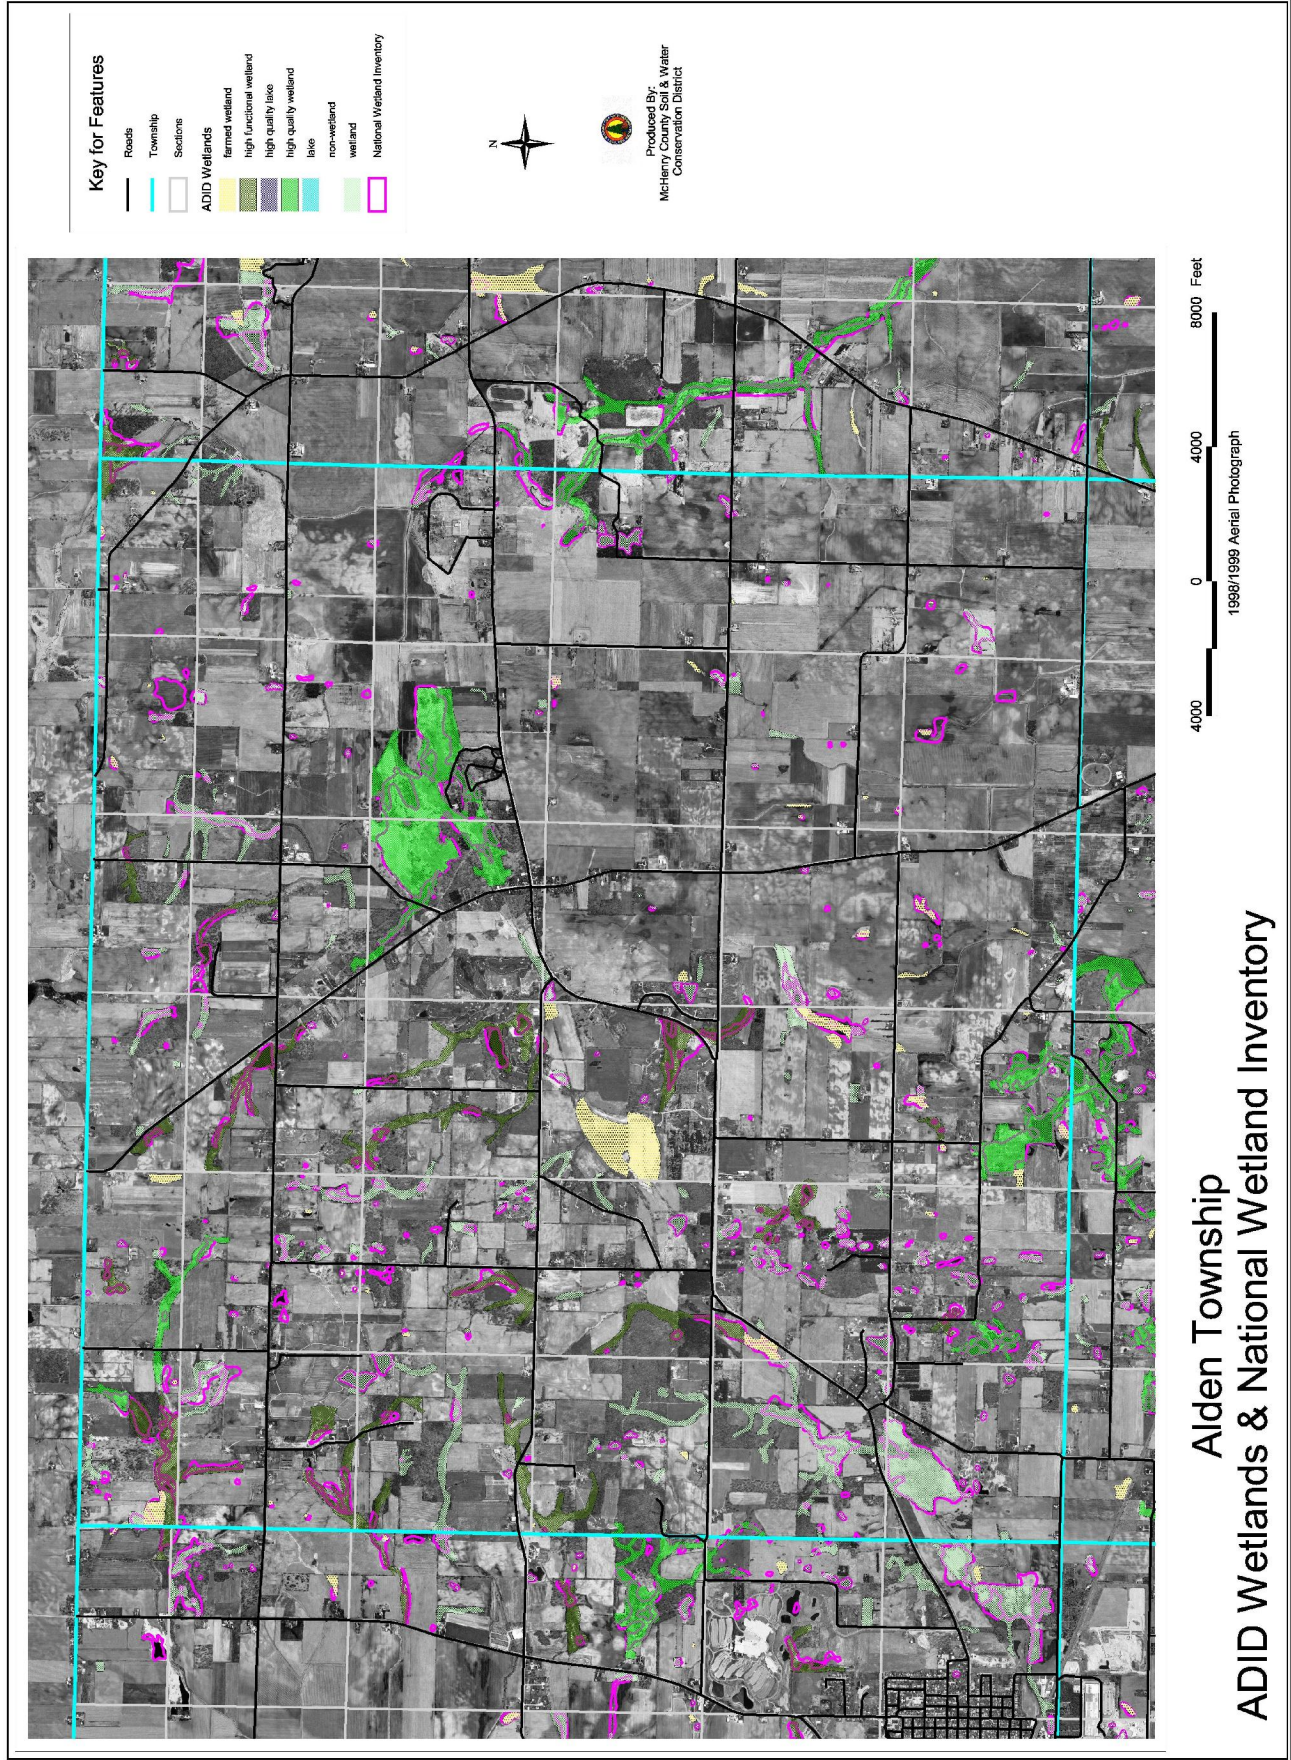 Key for Features
Roads
Township
Sections
ADID Wetlands
farmed wetland
high functional wetland
high quality lake
high quality wetland
lake
non-wetland
wetland
National Wetland Inventory
N
Produced By:
McHenry County Soil & Water
Conservation District
4000 0 4000 8000 Feet
1998/1999 Aerial Photograph
Alden Township
ADID Wetlands & National Wetland Inventory